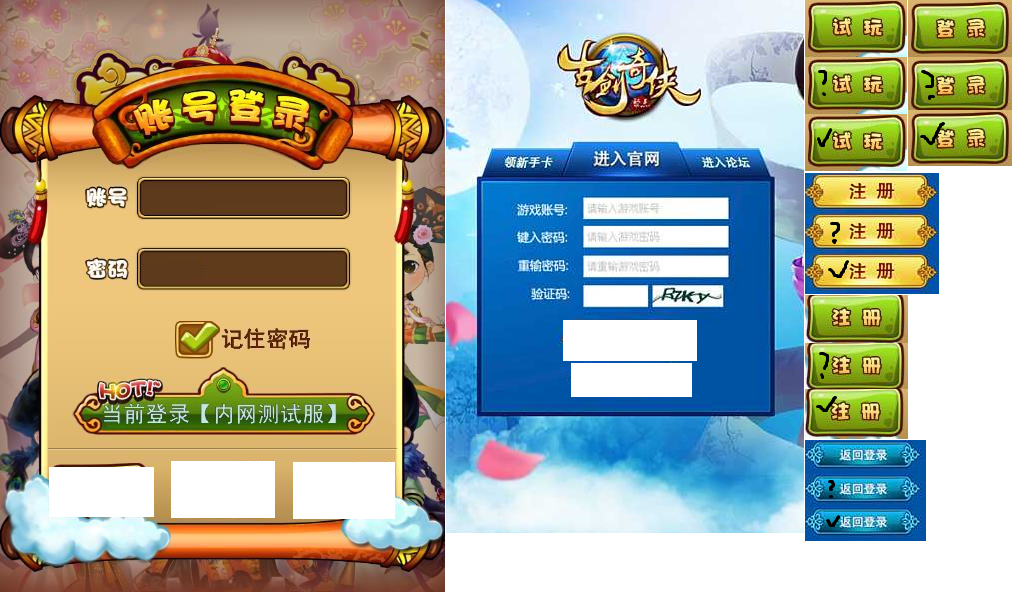 账号登录
账号
密码
记住密码
HOT!
当前登录【内网测试服】
古剑奇侠
领新手卡
进入官网
进入论坛
游戏账号:
请输入游戏账号
键入密码:
请输入游戏密码
重输密码:
请重输游戏密码
验证码:
试玩
登录
?试玩
?登录
✓试玩
✓登录
注册
?注册
✓注册
注册
?注册
✓注册
返回登录
?返回登录
✓返回登录